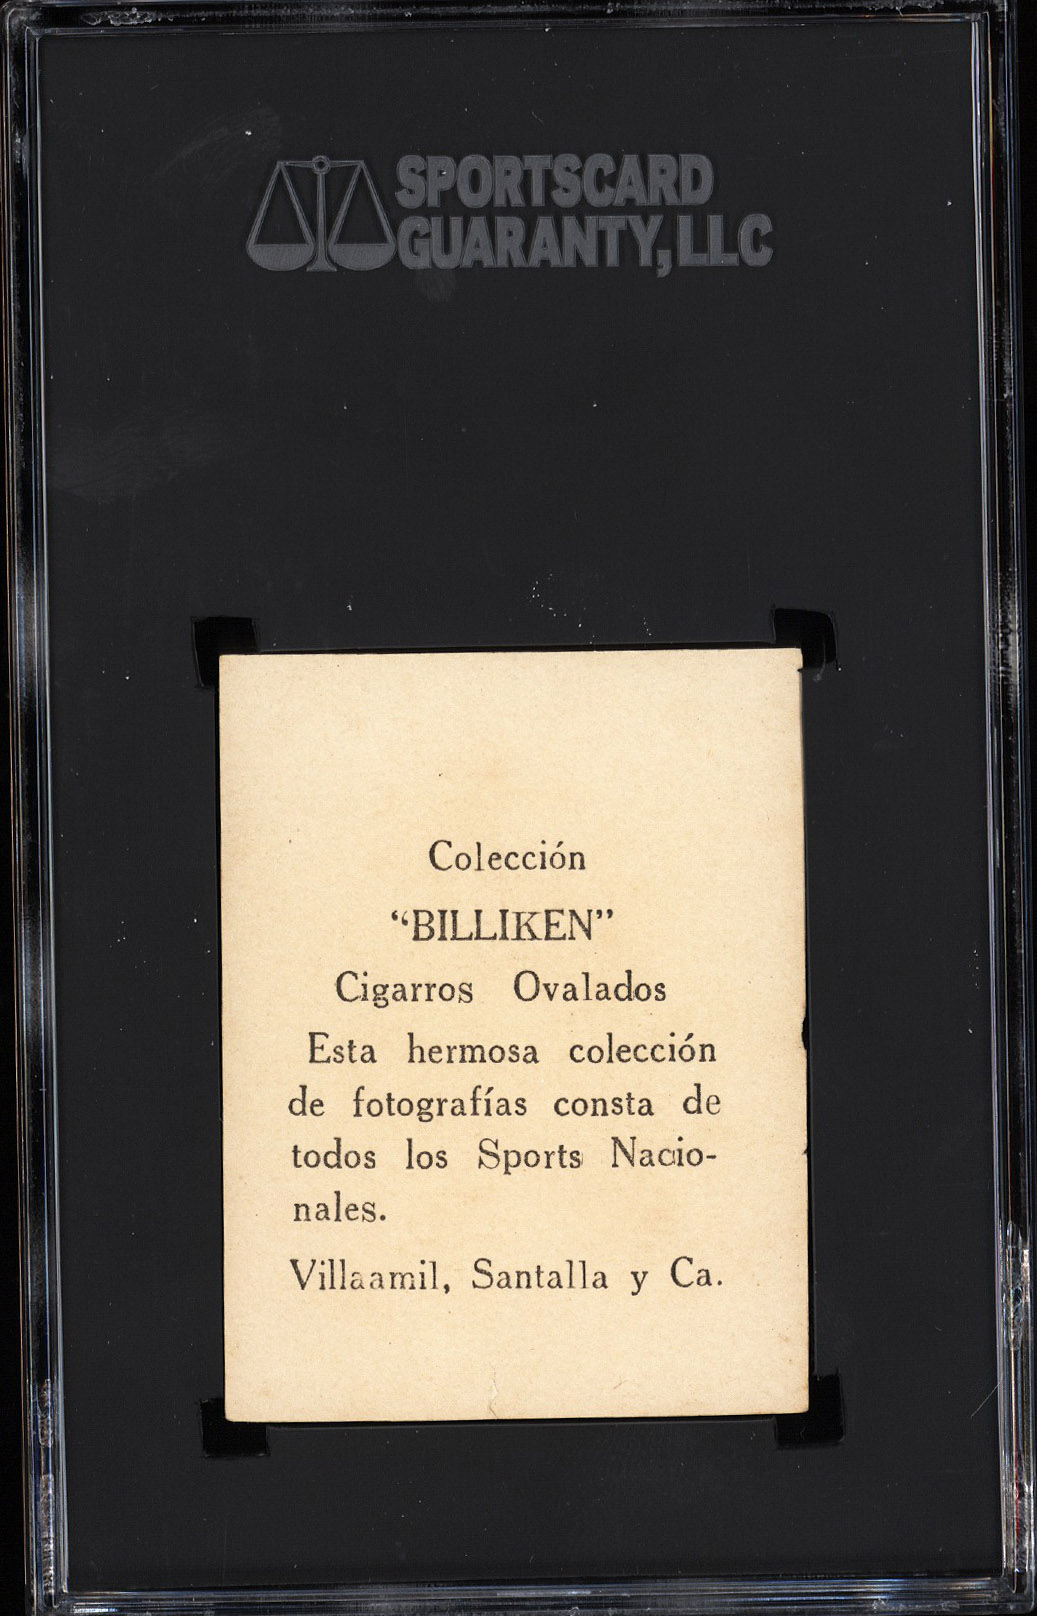 SPORTSCARD
GUARANTY, LLC
Colección
“BILLIKEN”
Cigarros Ovalados
Esta hermosa colección
de fotografías consta de
todos los Sports Nacio-
nales.
Villaamil, Santalla y Ca.